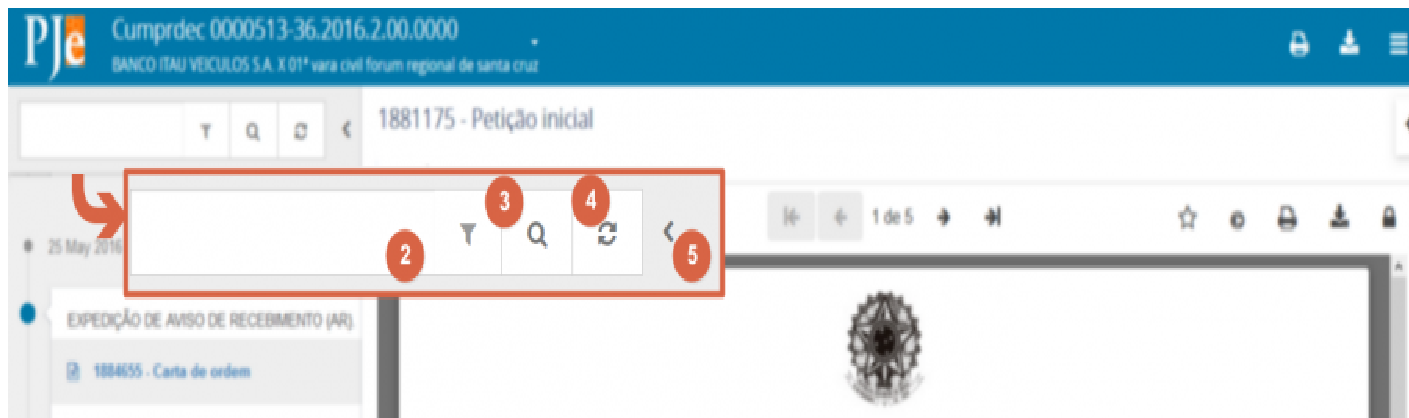 PJe
Cumprdec 0000513-36.2016.2.00.0000
BANCO ITAU VEICULOS S.A. X 01ª vara civil forum regional de santa cruz
1881175 - Petição inicial
2
3
4
5
1 de 5
25 May 2016
EXPEDIÇÃO DE AVISO DE RECEBIMENTO (AR).
1884655 - Carta de ordem